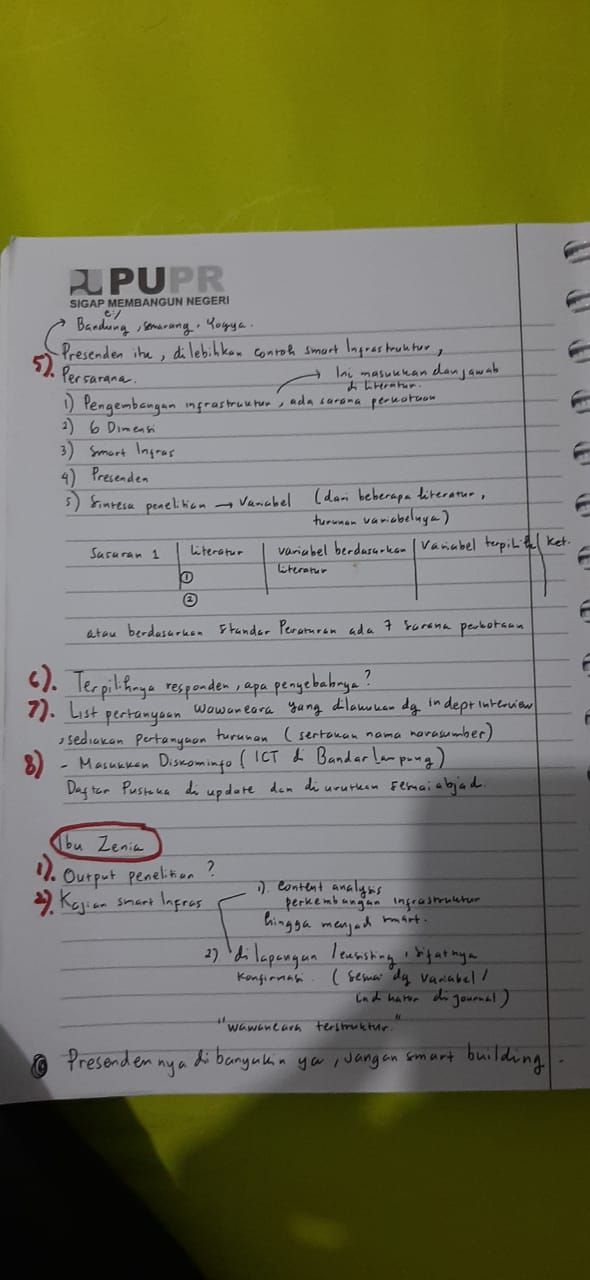 PUPR
SIGAP MEMBANGUN NEGERI
Bandung, Semarang, Yogya.
5). Presenden itu, dilebihkan contoh smart Infrastruktur,
Persarana.
Ini masukkan dan jawab
di literatur.
1) Pengembangan infrastruktur, ada sarana perkotaan
2) 6 Dimensi
3) Smart Infras
4) Presenden
5) Sintesa penelitian → Variabel (dari beberapa literatur,
turunan variabelnya)
Sasaran 1 | Literatur | variabel berdasarkan | Variabel terpilih | ket.
literatur
①
②
atau berdasarkan Standar Peraturan ada 7 Sarana perkotaan
6). Terpilihnya responden, apa penyebabnya?
7). List pertanyaan wawancara yang dilakukan dg indept interview
, sediakan pertanyaan turunan (sertakan nama narasumber)
8) - Masukkan Diskominfo (ICT di Bandar Lampung)
Daftar Pustaka di update dan di urutkan sesuai abjad.
Ibu Zenia
1). Output penelitian?
2). Kajian smart Infras
1). Content analysis
perkembangan infrastruktur
hingga menjadi smart.
2) di lapangan / eksisting, sifatnya
konfirmasi. (sesuai dg variabel /
indikator di journal)
"wawancara terstruktur."
Presendennya di banyakin ya, jangan smart building.